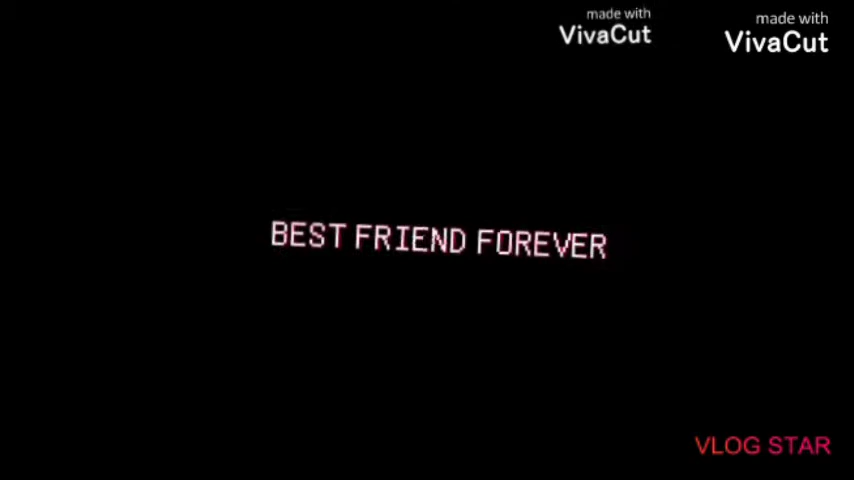 made with
VivaCut
made with
VivaCut
BEST FRIEND FOREVER
VLOG STAR